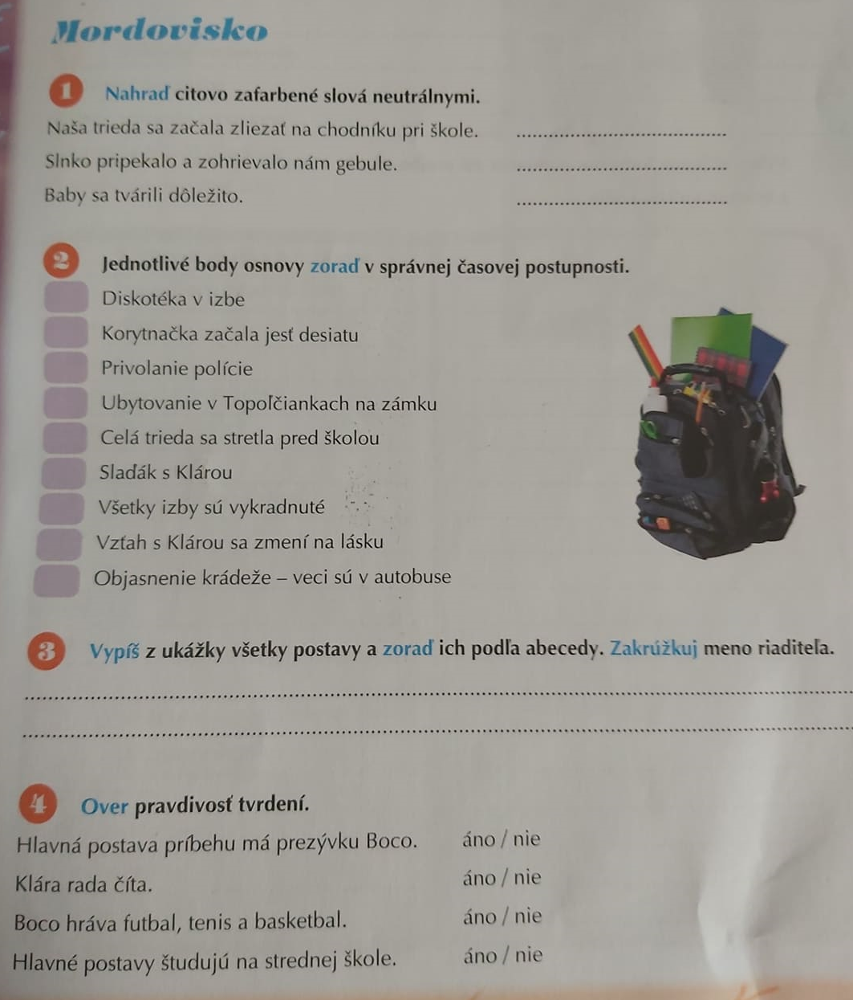 Mordovisko
1 Nahraď citovo zafarbené slová neutrálnymi.
Naša trieda sa začala zliezať na chodníku pri škole. ........................................
Slnko pripekalo a zohrievalo nám gebule. ........................................
Baby sa tvárili dôležito. ........................................
2 Jednotlivé body osnovy zoraď v správnej časovej postupnosti.
Diskotéka v izbe
Korytnačka začala jesť desiatu
Privolanie polície
Ubytovanie v Topoľčiankach na zámku
Celá trieda sa stretla pred školou
Slaďák s Klárou
Všetky izby sú vykradnuté
Vzťah s Klárou sa zmení na lásku
Objasnenie krádeže – veci sú v autobuse
3 Vypíš z ukážky všetky postavy a zoraď ich podľa abecedy. Zakrúžkuj meno riaditeľa.
4 Over pravdivosť tvrdení.
Hlavná postava príbehu má prezývku Boco. áno / nie
Klára rada číta. áno / nie
Boco hráva futbal, tenis a basketbal. áno / nie
Hlavné postavy študujú na strednej škole. áno / nie